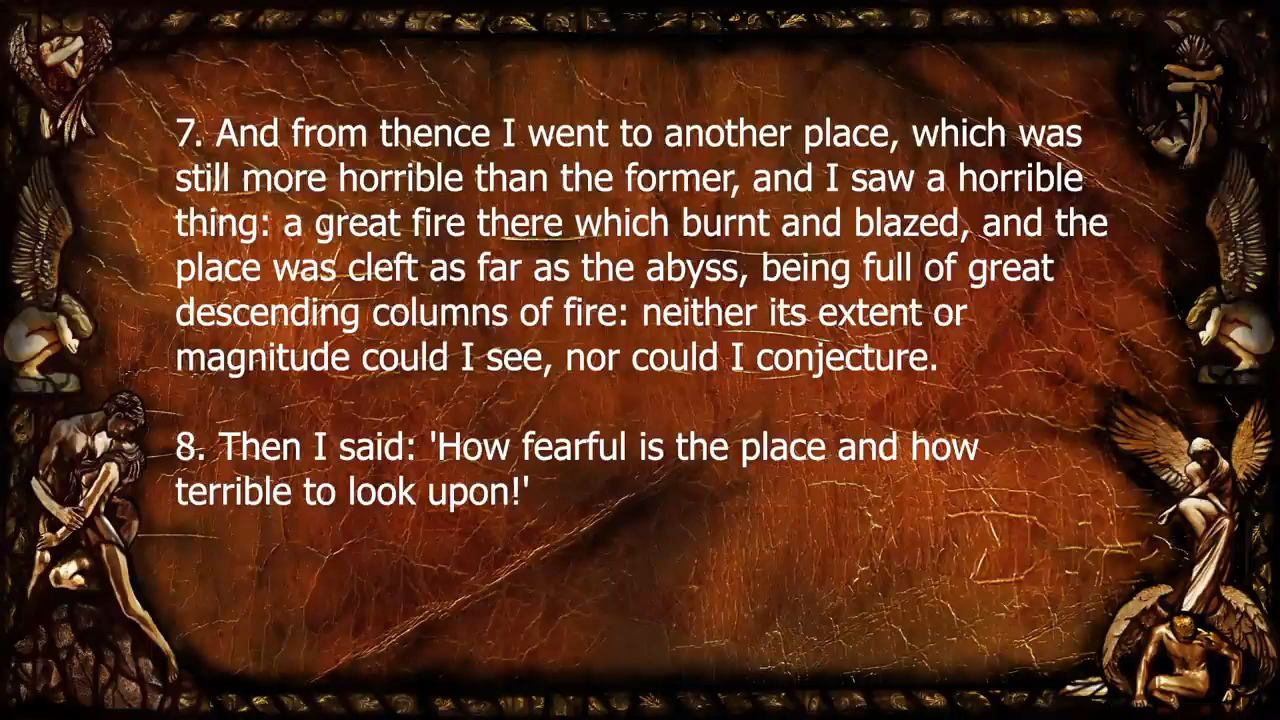 7. And from thence I went to another place, which was
still more horrible than the former, and I saw a horrible
thing: a great fire there which burnt and blazed, and the
place was cleft as far as the abyss, being full of great
descending columns of fire: neither its extent or
magnitude could I see, nor could I conjecture.
8. Then I said: 'How fearful is the place and how
terrible to look upon!'